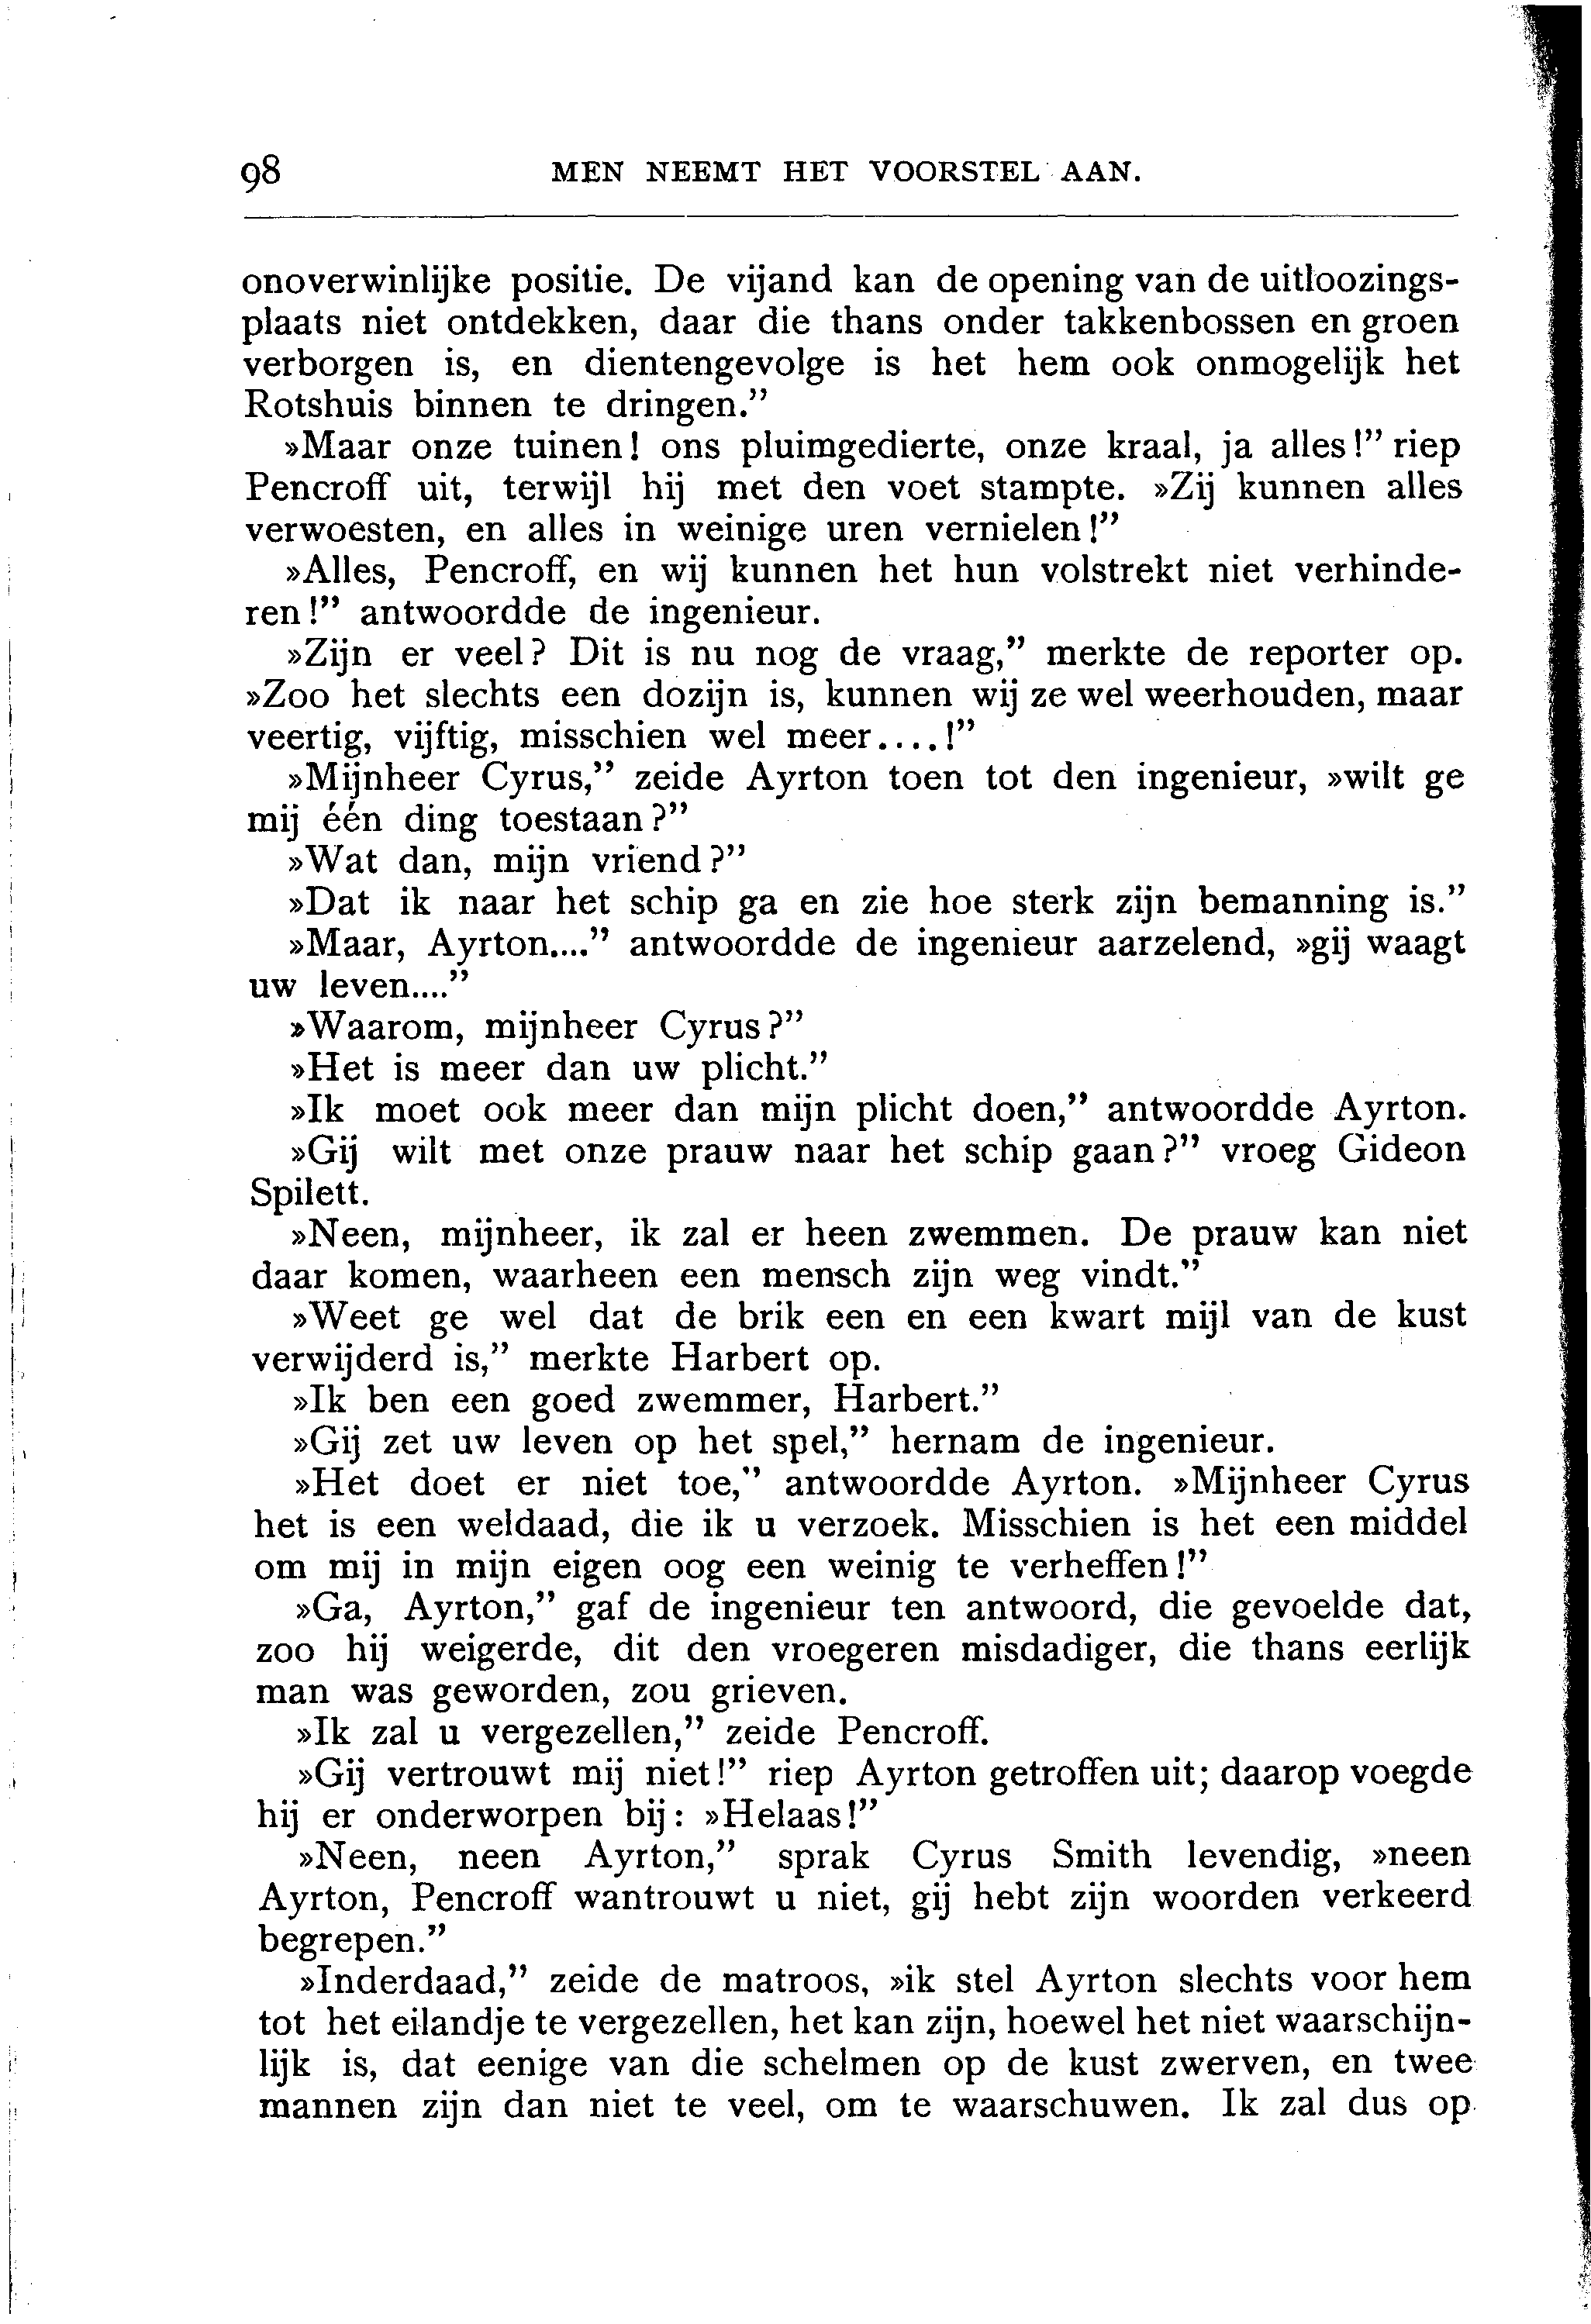 98 MEN NEEMT HET VOORSTEL AAN.
onoverwinlijke positie. De vijand kan de opening van de uitloozings-
plaats niet ontdekken, daar die thans onder takkenbossen en groen
verborgen is, en dientengevolge is het hem ook onmogelijk het
Rotshuis binnen te dringen.”
»Maar onze tuinen! ons pluimgedierte, onze kraal, ja alles!” riep
Pencroff uit, terwijl hij met den voet stampte. »Zij kunnen alles
verwoesten, en alles in weinige uren vernielen!”
»Alles, Pencroff, en wij kunnen het hun volstrekt niet verhinde-
ren!” antwoordde de ingenieur.
»Zijn er veel? Dit is nu nog de vraag,” merkte de reporter op.
»Zoo het slechts een dozijn is, kunnen wij ze wel weerhouden, maar
veertig, vijftig, misschien wel meer....!”
»Mijnheer Cyrus,” zeide Ayrton toen tot den ingenieur, »wilt ge
mij één ding toestaan?”
»Wat dan, mijn vriend?”
»Dat ik naar het schip ga en zie hoe sterk zijn bemanning is.”
»Maar, Ayrton....” antwoordde de ingenieur aarzelend, »gij waagt
uw leven....”
»Waarom, mijnheer Cyrus?”
»Het is meer dan uw plicht.”
»Ik moet ook meer dan mijn plicht doen,” antwoordde Ayrton.
»Gij wilt met onze prauw naar het schip gaan?” vroeg Gideon
Spilett.
»Neen, mijnheer, ik zal er heen zwemmen. De prauw kan niet
daar komen, waarheen een mensch zijn weg vindt.”
»Weet ge wel dat de brik een en een kwart mijl van de kust
verwijderd is,” merkte Harbert op.
»Ik ben een goed zwemmer, Harbert.”
»Gij zet uw leven op het spel,” hernam de ingenieur.
»Het doet er niet toe,” antwoordde Ayrton. »Mijnheer Cyrus
het is een weldaad, die ik u verzoek. Misschien is het een middel
om mij in mijn eigen oog een weinig te verheffen!”
»Ga, Ayrton,” gaf de ingenieur ten antwoord, die gevoelde dat,
zoo hij weigerde, dit den vroegeren misdadiger, die thans eerlijk
man was geworden, zou grieven.
»Ik zal u vergezellen,” zeide Pencroff.
»Gij vertrouwt mij niet!” riep Ayrton getroffen uit; daarop voegde
hij er onderworpen bij: »Helaas!”
»Neen, neen Ayrton,” sprak Cyrus Smith levendig, »neen
Ayrton, Pencroff wantrouwt u niet, gij hebt zijn woorden verkeerd
begrepen.”
»Inderdaad,” zeide de matroos, »ik stel Ayrton slechts voor hem
tot het eilandje te vergezellen, het kan zijn, hoewel het niet waarschijn-
lijk is, dat eenige van die schelmen op de kust zwerven, en twee
mannen zijn dan niet te veel, om te waarschuwen. Ik zal dus op